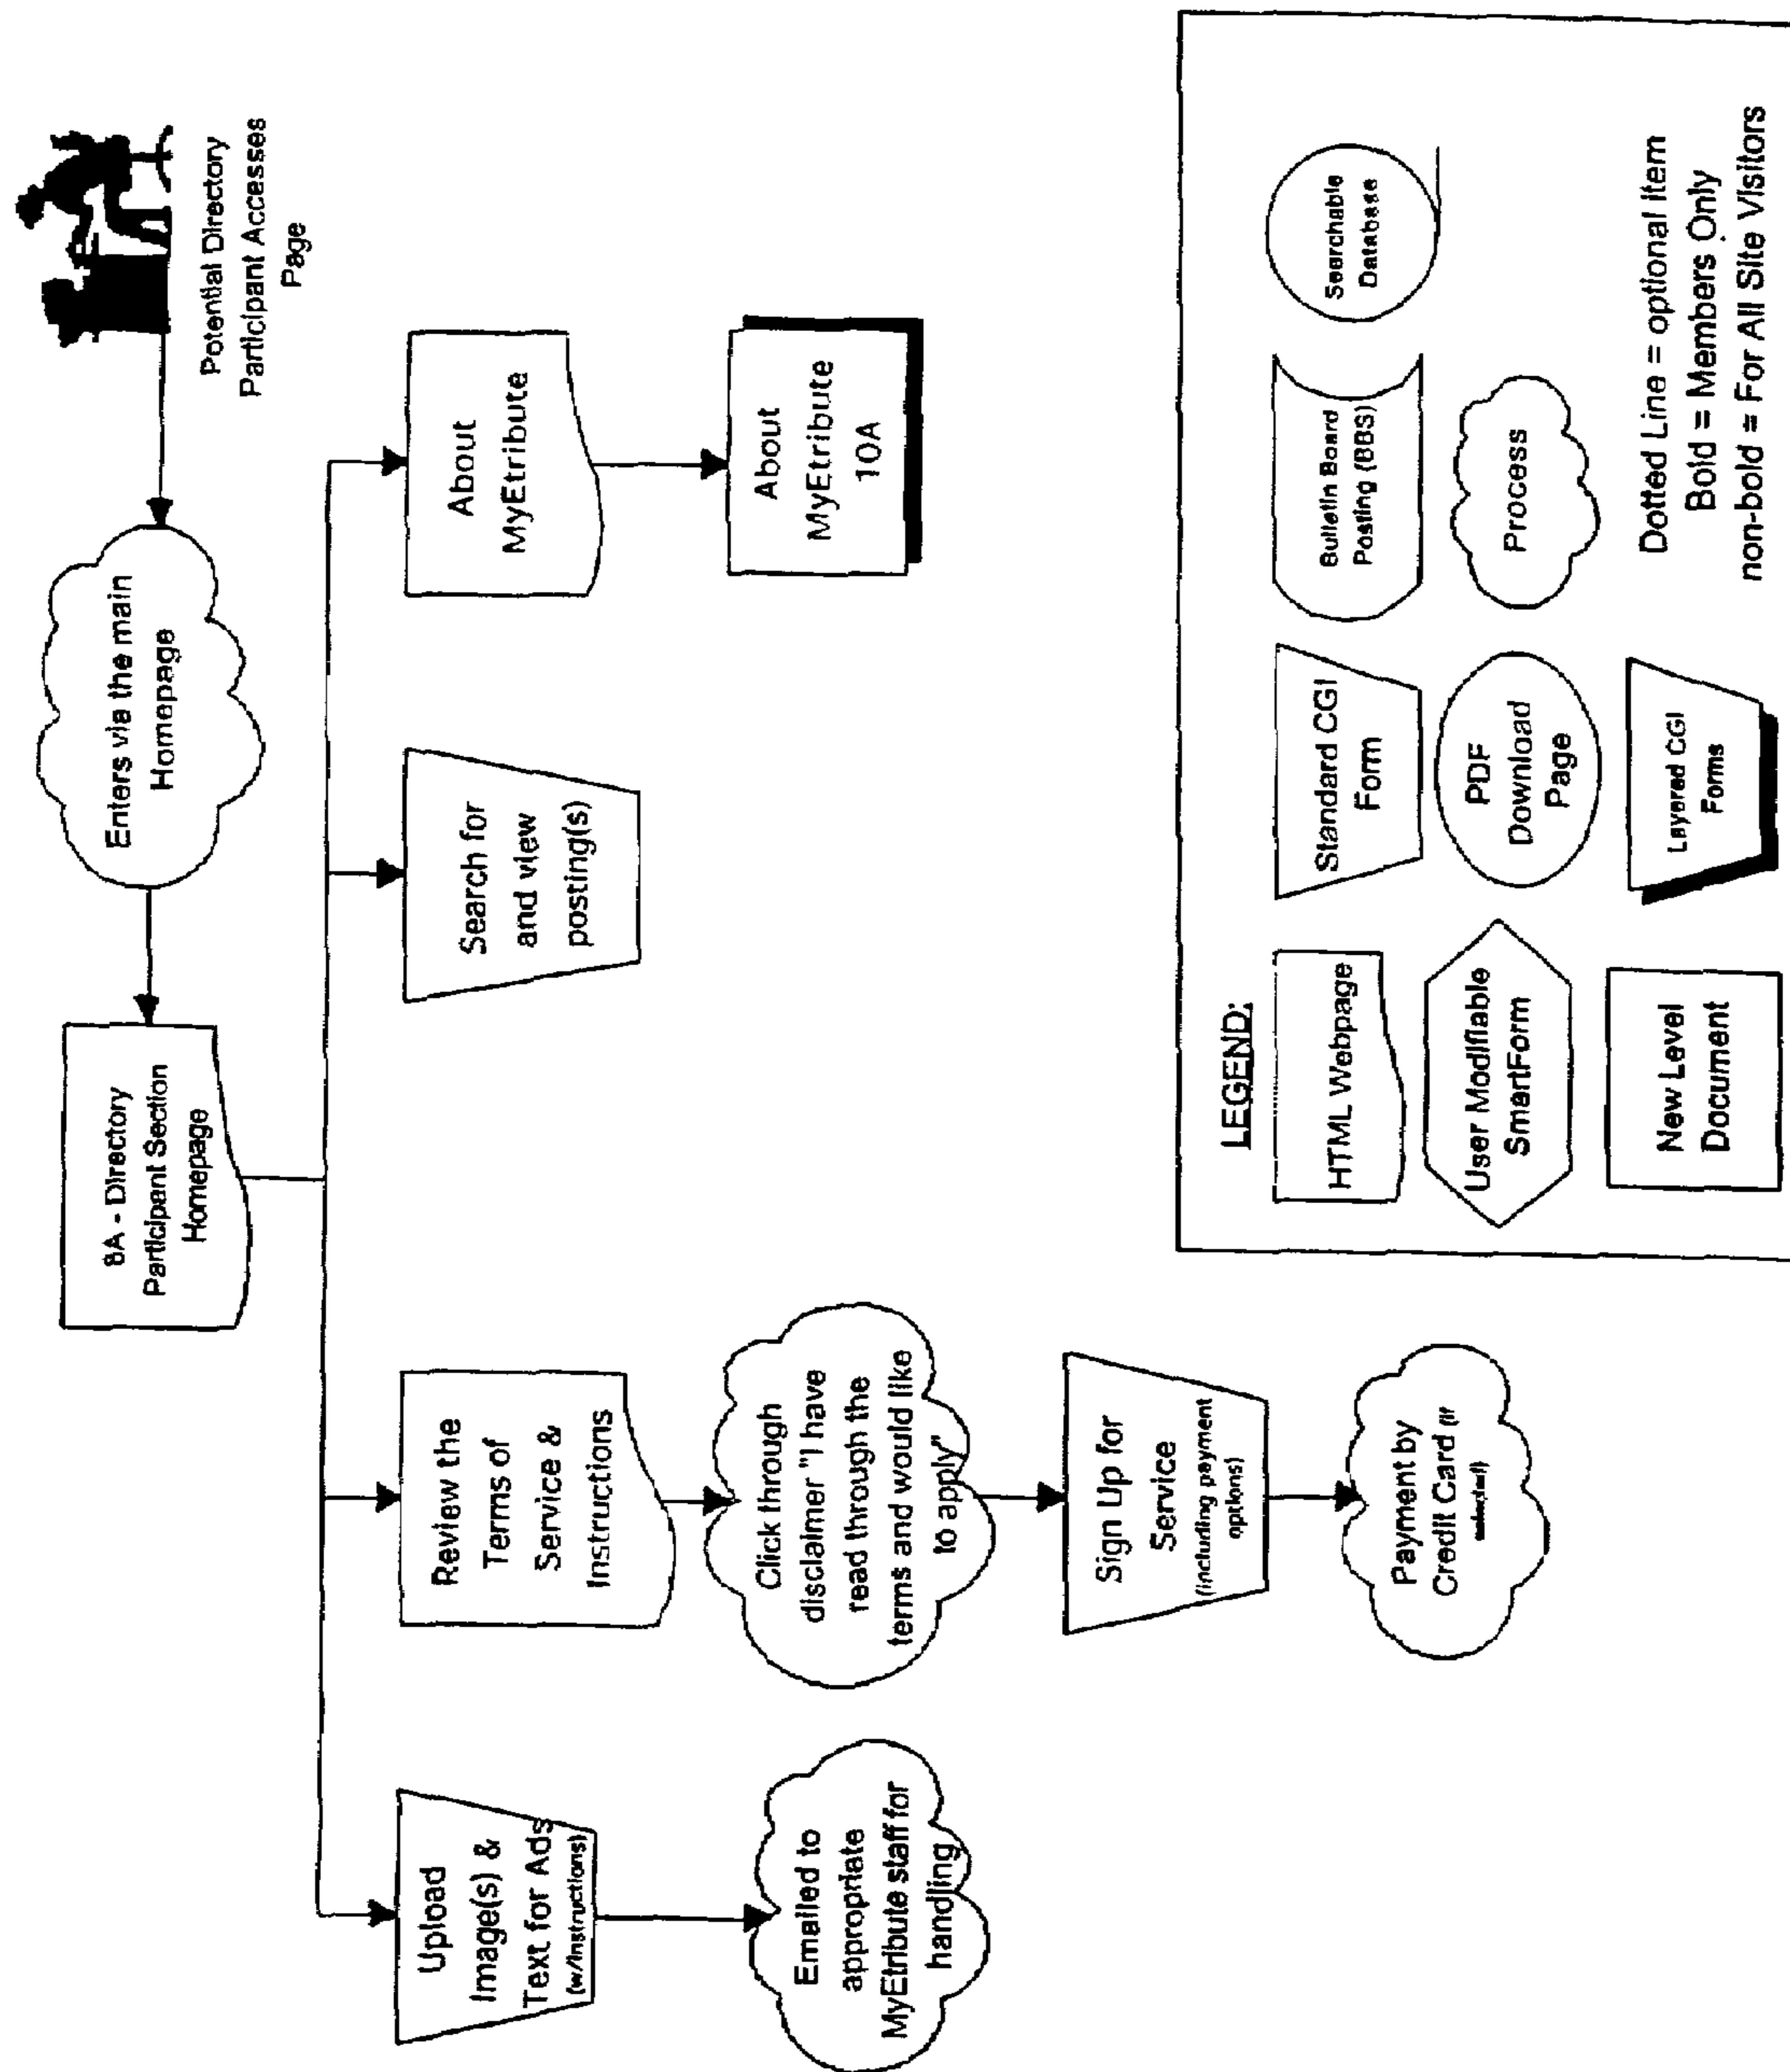 Potential Directory
Participant Accesses
Page
Enters via the main
Homepage
8A - Directory
Participant Section
Homepage
Upload
Image(s) &
Text for Ads
(w/instructions)
Emailed to
appropriate
MyEtribute staff for
handling
Review the
Terms of
Service &
Instructions
Click through
disclaimer "I have
read through the
terms and would like
to apply"
Sign Up for
Service
(including payment
options)
Payment by
Credit Card (if
selected)
Search for
and view
posting(s)
About
MyEtribute
About
MyEtribute
10A
LEGEND:
HTML Webpage
Standard CGI
Form
Bulletin Board
Posting (BBS)
Searchable
Database
User Modifiable
SmartForm
PDF
Download
Page
Process
New Level
Document
Layered CGI
Forms
Dotted Line = optional item
Bold = Members Only
non-bold = For All Site Visitors